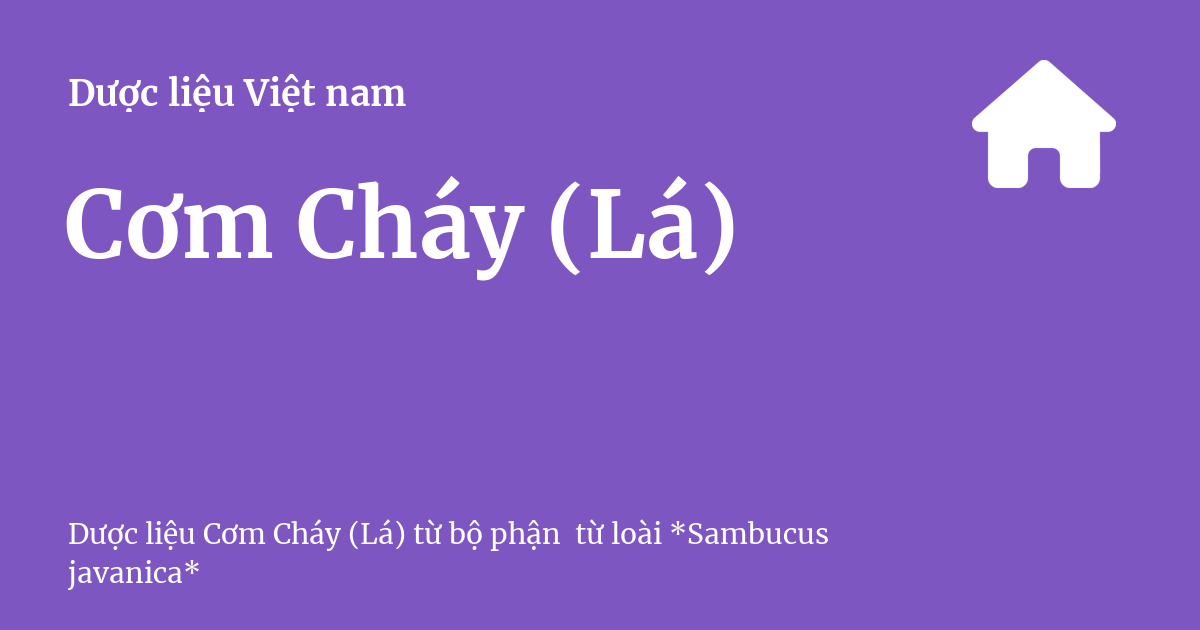 Dược liệu Việt nam
Cơm Cháy (Lá)
Dược liệu Cơm Cháy (Lá) từ bộ phận  từ loài *Sambucus
javanica*